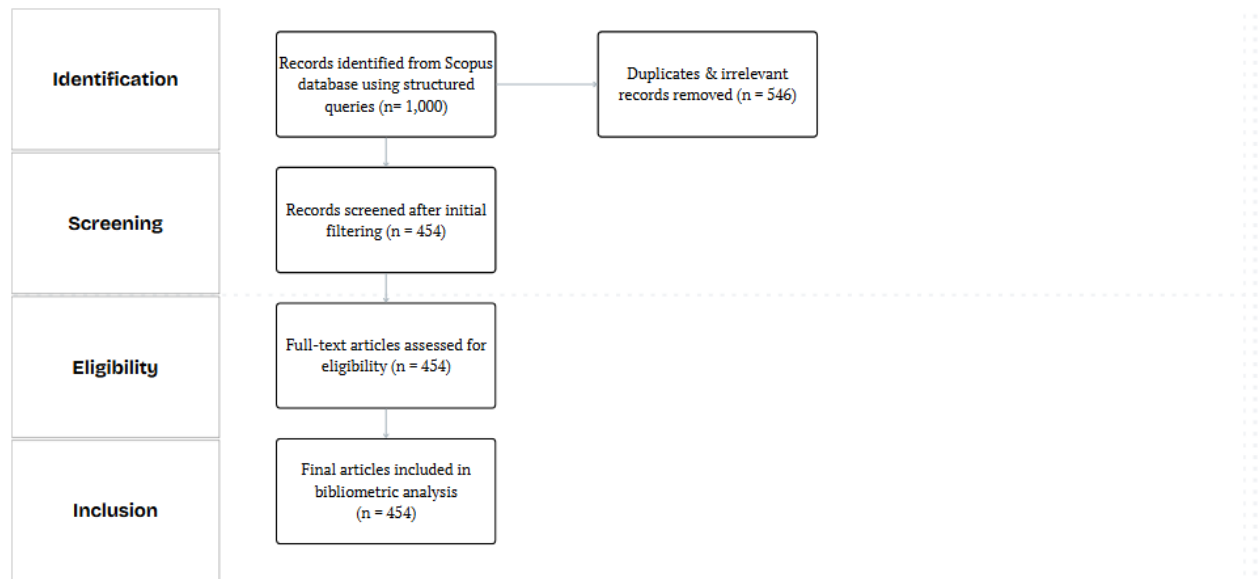 Identification
Records identified from Scopus
database using structured
queries (n= 1,000)
Duplicates & irrelevant
records removed (n = 546)
Screening
Records screened after initial
filtering (n = 454)
Eligibility
Full-text articles assessed for
eligibility (n = 454)
Inclusion
Final articles included in
bibliometric analysis
(n = 454)